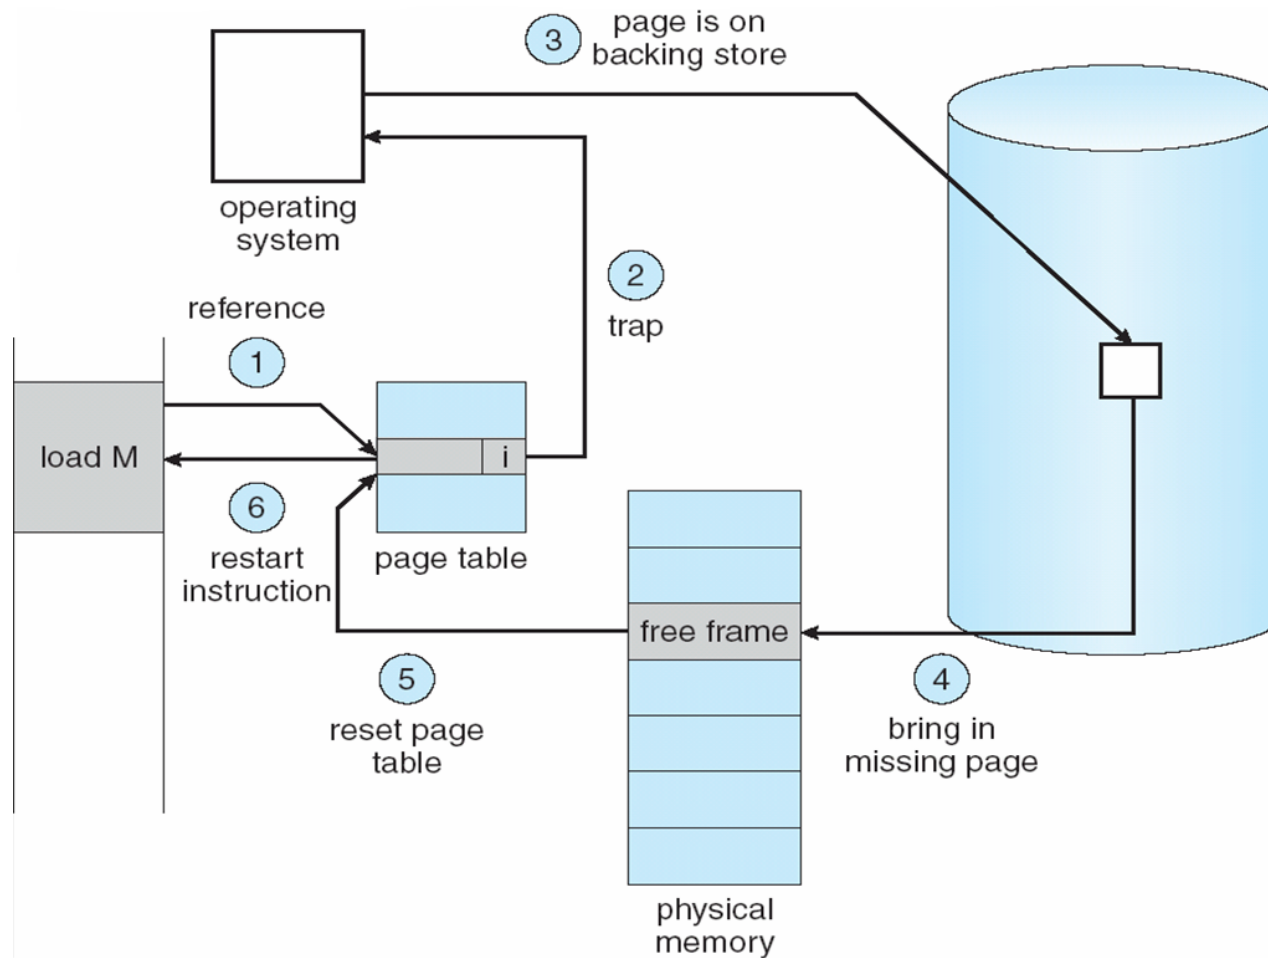 3
page is on
backing store
operating
system
2
trap
reference
1
load M
i
6
restart
instruction
page table
free frame
5
reset page
table
4
bring in
missing page
physical
memory